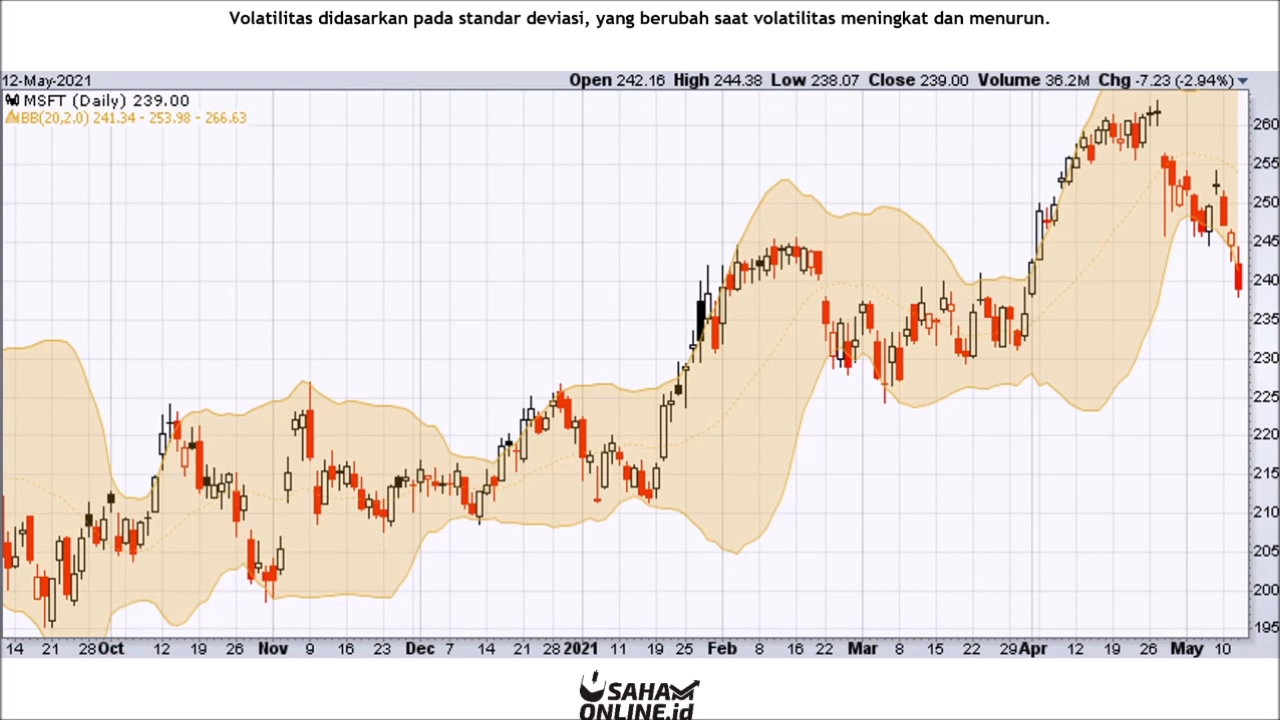 Volatilitas didasarkan pada standar deviasi, yang berubah saat volatilitas meningkat dan menurun.
12-May-2021 Open 242.16 High 244.38 Low 238.07 Close 239.00 Volume 36.2M Chg -7.23 (-2.94%)
MSFT (Daily) 239.00
BB(20,2.0) 241.34 - 253.98 - 266.63
260
255
250
245
240
235
230
225
220
215
210
205
200
195
14 21 28 Oct 12 19 26 Nov 9 16 23 Dec 7 14 21 28 2021 11 19 25 Feb 8 16 22 Mar 8 15 22 29 Apr 12 19 26 May 10
SAHAM
ONLINE.id